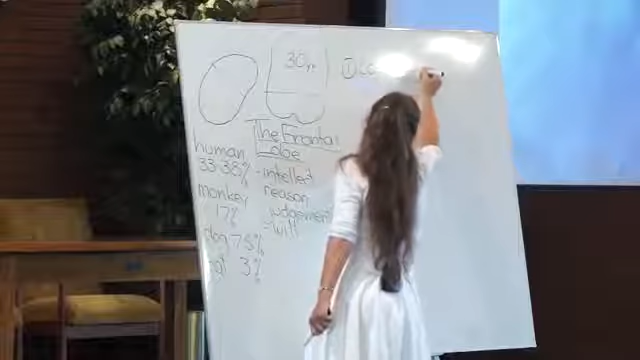 30
The Frontal
Lobe
human
33-38%
- intellect
monkey
17%
reason
judgement
will
dog 7.5%
3%